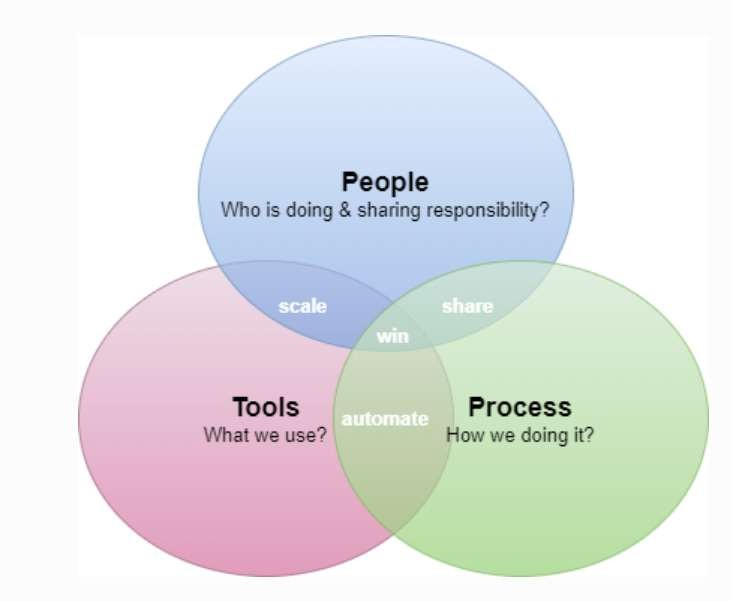 People
Who is doing & sharing responsibility?
scale
share
win
Tools
What we use?
automate
Process
How we doing it?